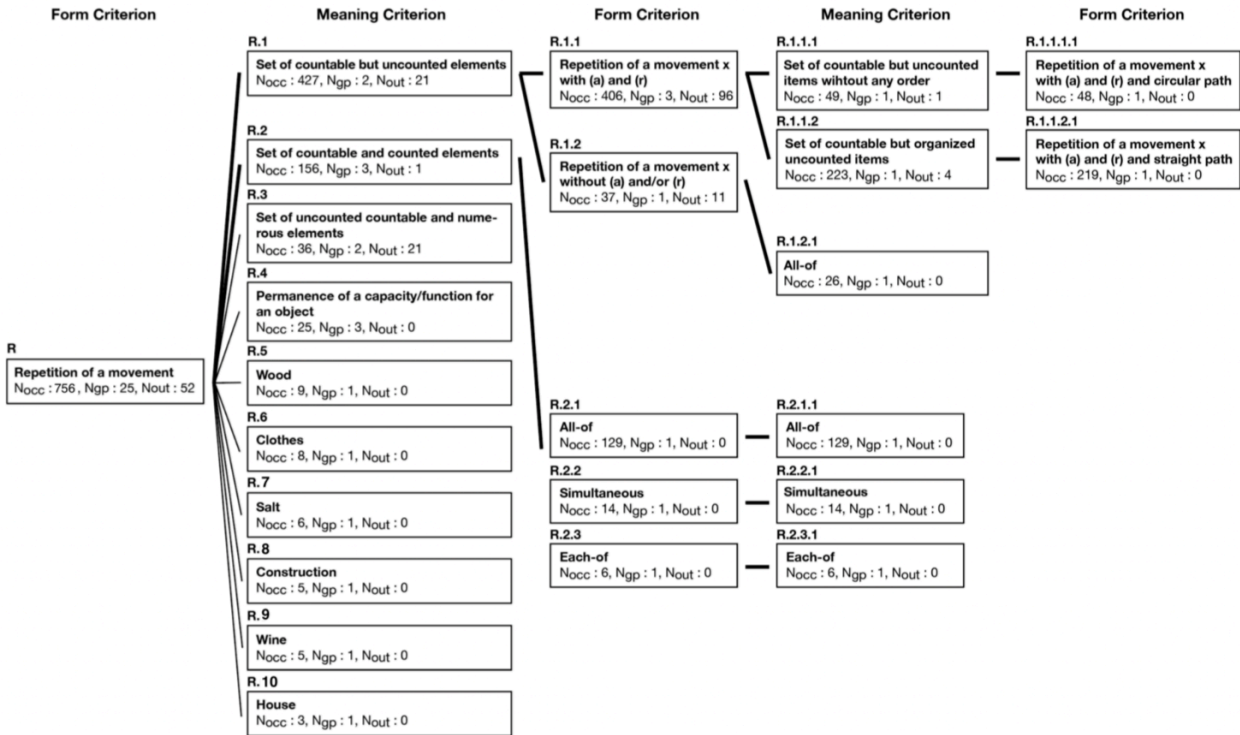 Form Criterion
Meaning Criterion
Form Criterion
Meaning Criterion
Form Criterion
R
Repetition of a movement
Nocc : 756 , Ngp : 25, Nout : 52
R.1
Set of countable but uncounted elements
Nocc : 427, Ngp : 2, Nout : 21
R.2
Set of countable and counted elements
Nocc : 156, Ngp : 3, Nout : 1
R.3
Set of uncounted countable and nume-
rous elements
Nocc : 36, Ngp : 2, Nout : 21
R.4
Permanence of a capacity/function for
an object
Nocc : 25, Ngp : 3, Nout : 0
R.5
Wood
Nocc : 9, Ngp : 1, Nout : 0
R.6
Clothes
Nocc : 8, Ngp : 1, Nout : 0
R.7
Salt
Nocc : 6, Ngp : 1, Nout : 0
R.8
Construction
Nocc : 5, Ngp : 1, Nout : 0
R.9
Wine
Nocc : 5, Ngp : 1, Nout : 0
R.10
House
Nocc : 3, Ngp : 1, Nout : 0
R.1.1
Repetition of a movement x
with (a) and (r)
Nocc : 406, Ngp : 3, Nout : 96
R.1.2
Repetition of a movement x
without (a) and/or (r)
Nocc : 37, Ngp : 1, Nout : 11
R.2.1
All-of
Nocc : 129, Ngp : 1, Nout : 0
R.2.2
Simultaneous
Nocc : 14, Ngp : 1, Nout : 0
R.2.3
Each-of
Nocc : 6, Ngp : 1, Nout : 0
R.1.1.1
Set of countable but uncounted
items wihtout any order
Nocc : 49, Ngp : 1, Nout : 1
R.1.1.2
Set of countable but organized
uncounted items
Nocc : 223, Ngp : 1, Nout : 4
R.1.2.1
All-of
Nocc : 26, Ngp : 1, Nout : 0
R.2.1.1
All-of
Nocc : 129, Ngp : 1, Nout : 0
R.2.2.1
Simultaneous
Nocc : 14, Ngp : 1, Nout : 0
R.2.3.1
Each-of
Nocc : 6, Ngp : 1, Nout : 0
R.1.1.1.1
Repetition of a movement x
with (a) and (r) and circular path
Nocc : 48, Ngp : 1, Nout : 0
R.1.1.2.1
Repetition of a movement x
with (a) and (r) and straight path
Nocc : 219, Ngp : 1, Nout : 0